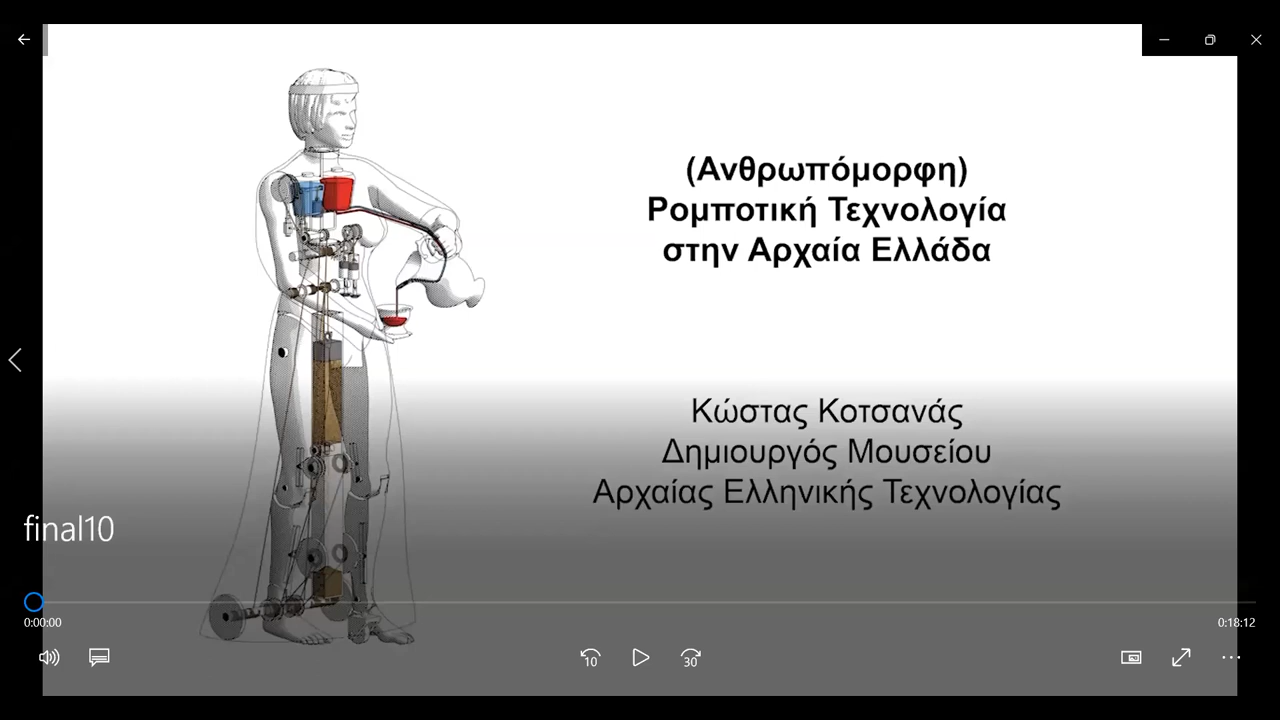 (Ανθρωπόμορφη)
Ρομποτική Τεχνολογία
στην Αρχαία Ελλάδα
Κώστας Κοτσανάς
Δημιουργός Μουσείου
Αρχαίας Ελληνικής Τεχνολογίας
final10
0:00:00
0:18:12
10
30